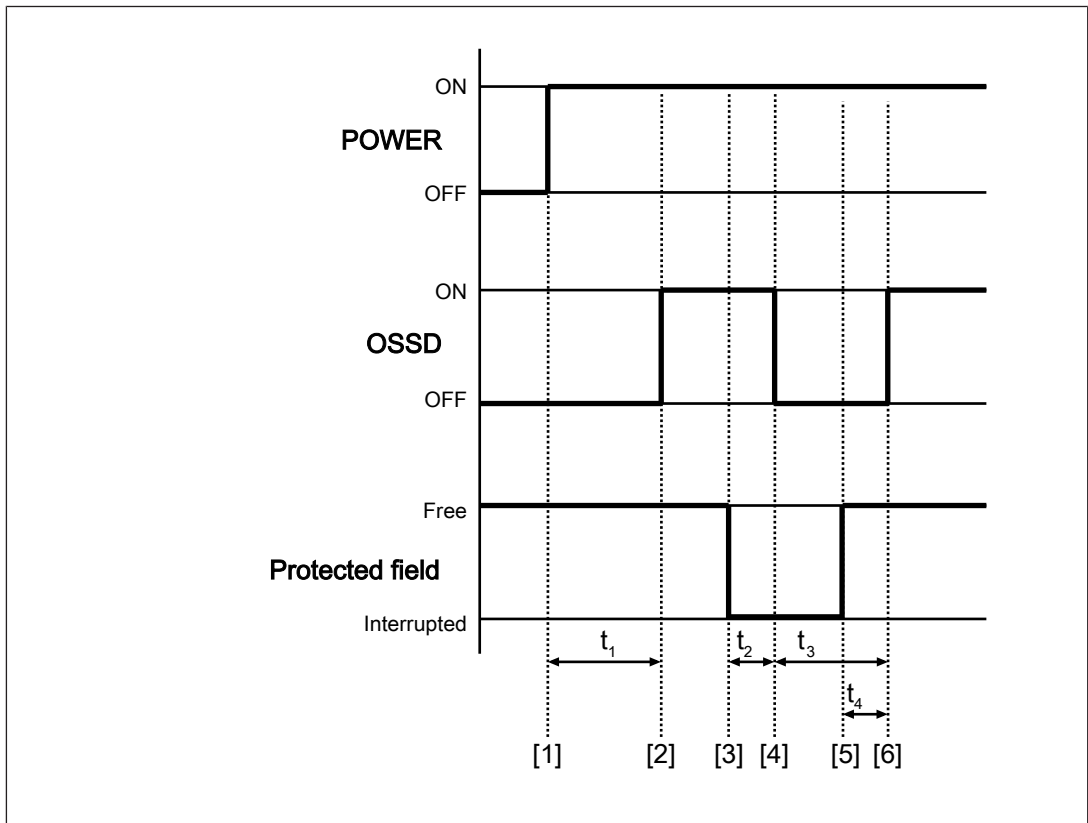 ON
POWER
OFF
ON
OSSD
OFF
Free
Protected field
Interrupted
t₁ t₂ t₃
t₄
[1] [2] [3] [4] [5] [6]